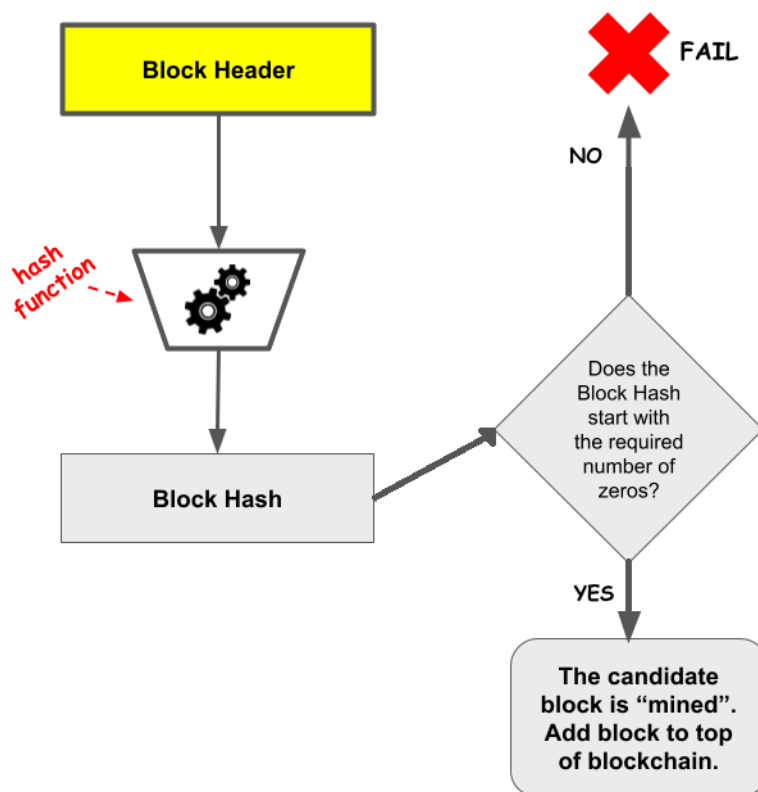 Block Header
hash
function
Block Hash
FAIL
NO
Does the
Block Hash
start with
the required
number of
zeros?
YES
The candidate
block is “mined”.
Add block to top
of blockchain.